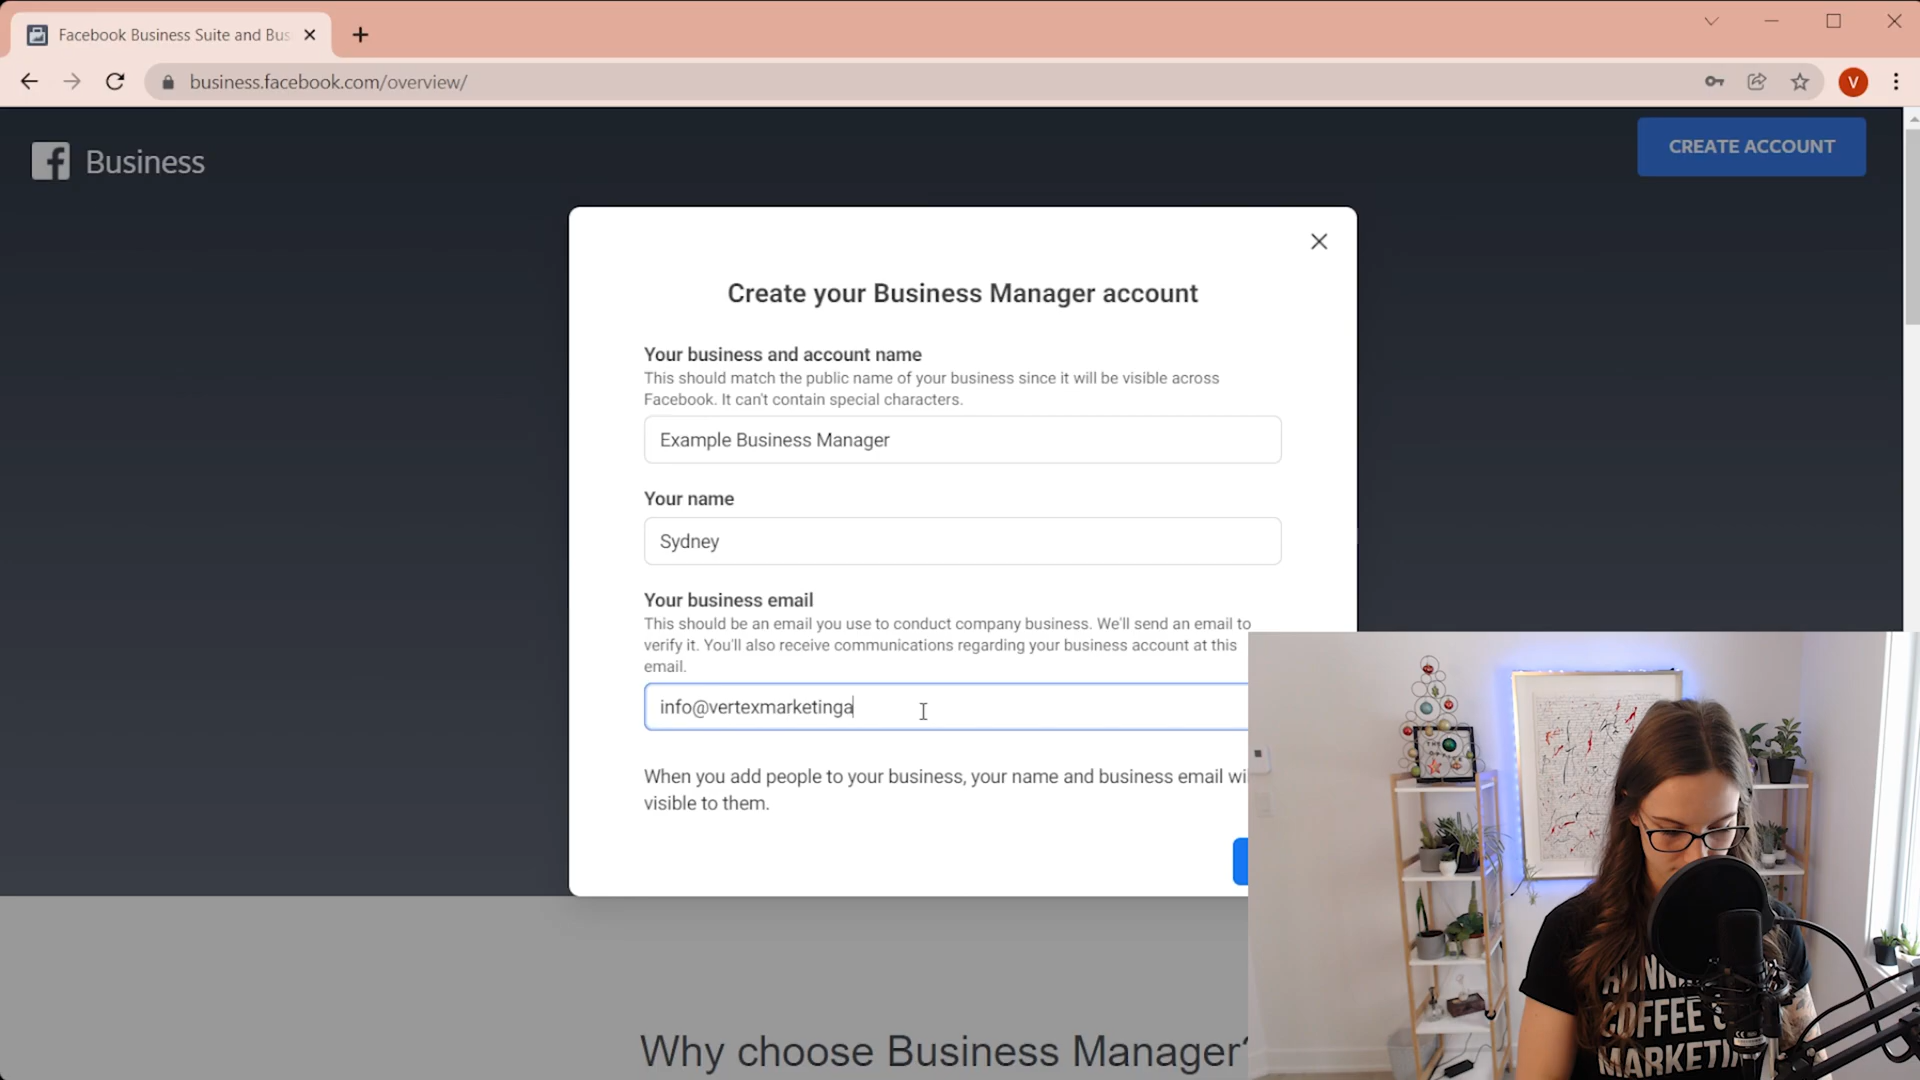 Facebook Business Suite and Bus
business.facebook.com/overview/
V
Business
CREATE ACCOUNT
Create your Business Manager account
Your business and account name
This should match the public name of your business since it will be visible across
Facebook. It can't contain special characters.
Example Business Manager
Your name
Sydney
Your business email
This should be an email you use to conduct company business. We'll send an email to
verify it. You'll also receive communications regarding your business account at this
email.
info@vertexmarketinga
When you add people to your business, your name and business email wi
visible to them.
Why choose Business Manager?
COFFEE
MARKETIN